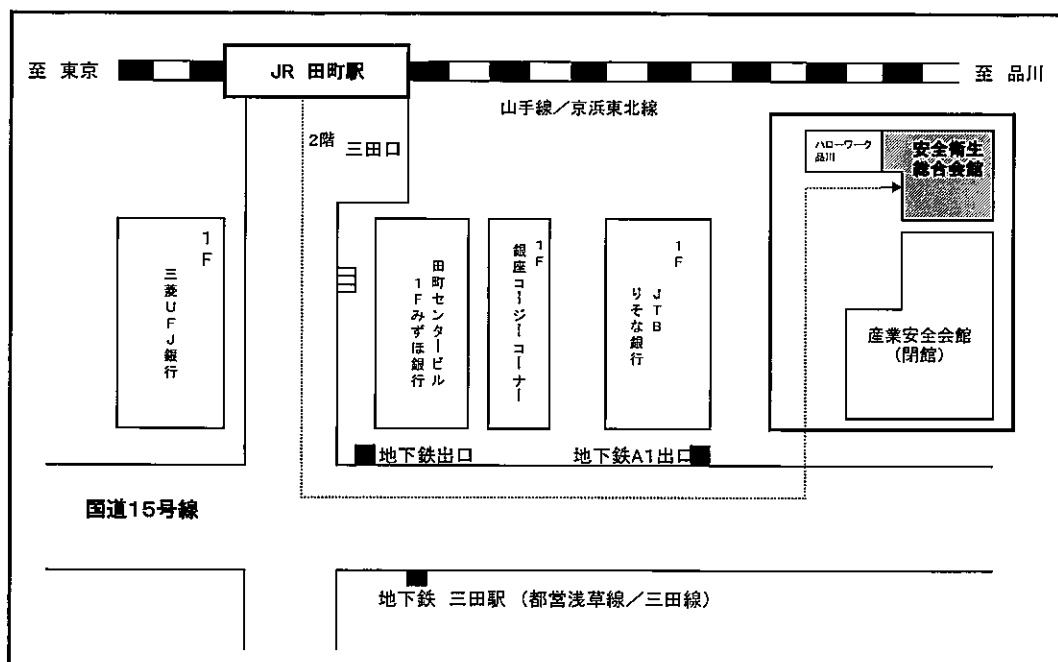 至 東京
JR 田町駅
至 品川
山手線／京浜東北線
2階
三田口
ハローワーク
品川
安全衛生
総合会館
1F
三菱UFJ銀行
田町センタービル
1Fみずほ銀行
1F
銀座コージーコーナー
1F
JTB
りそな銀行
産業安全会館
(閉館)
地下鉄出口
地下鉄A1出口
国道15号線
地下鉄 三田駅 (都営浅草線／三田線)